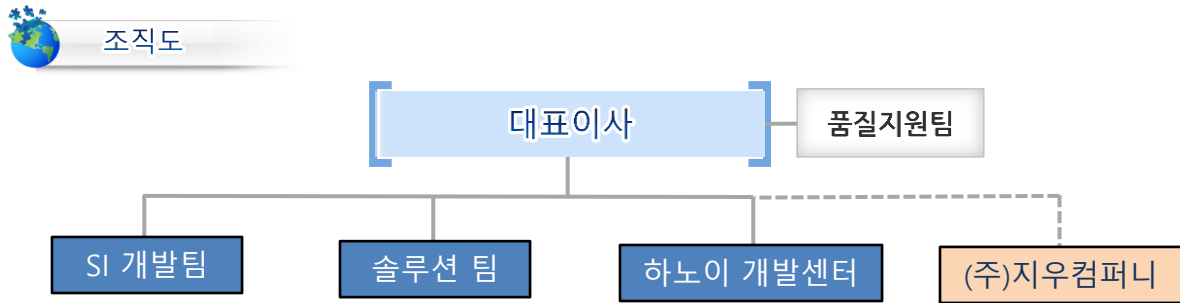 조직도
대표이사
품질지원팀
SI 개발팀
솔루션 팀
하노이 개발센터
(주)지우컴퍼니